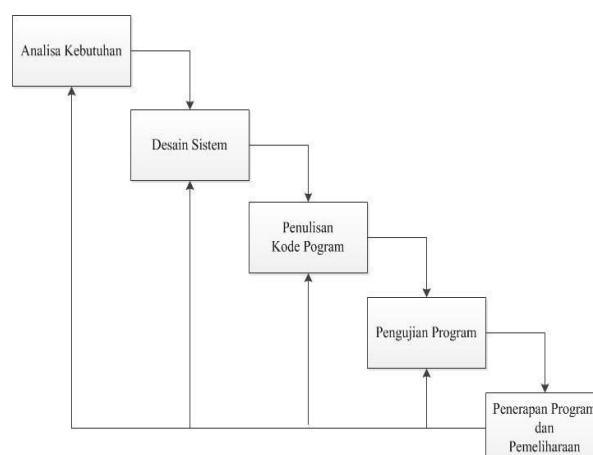 Analisa Kebutuhan
Desain Sistem
Penulisan
Kode Pogram
Pengujian Program
Penerapan Program
dan
Pemeliharaan